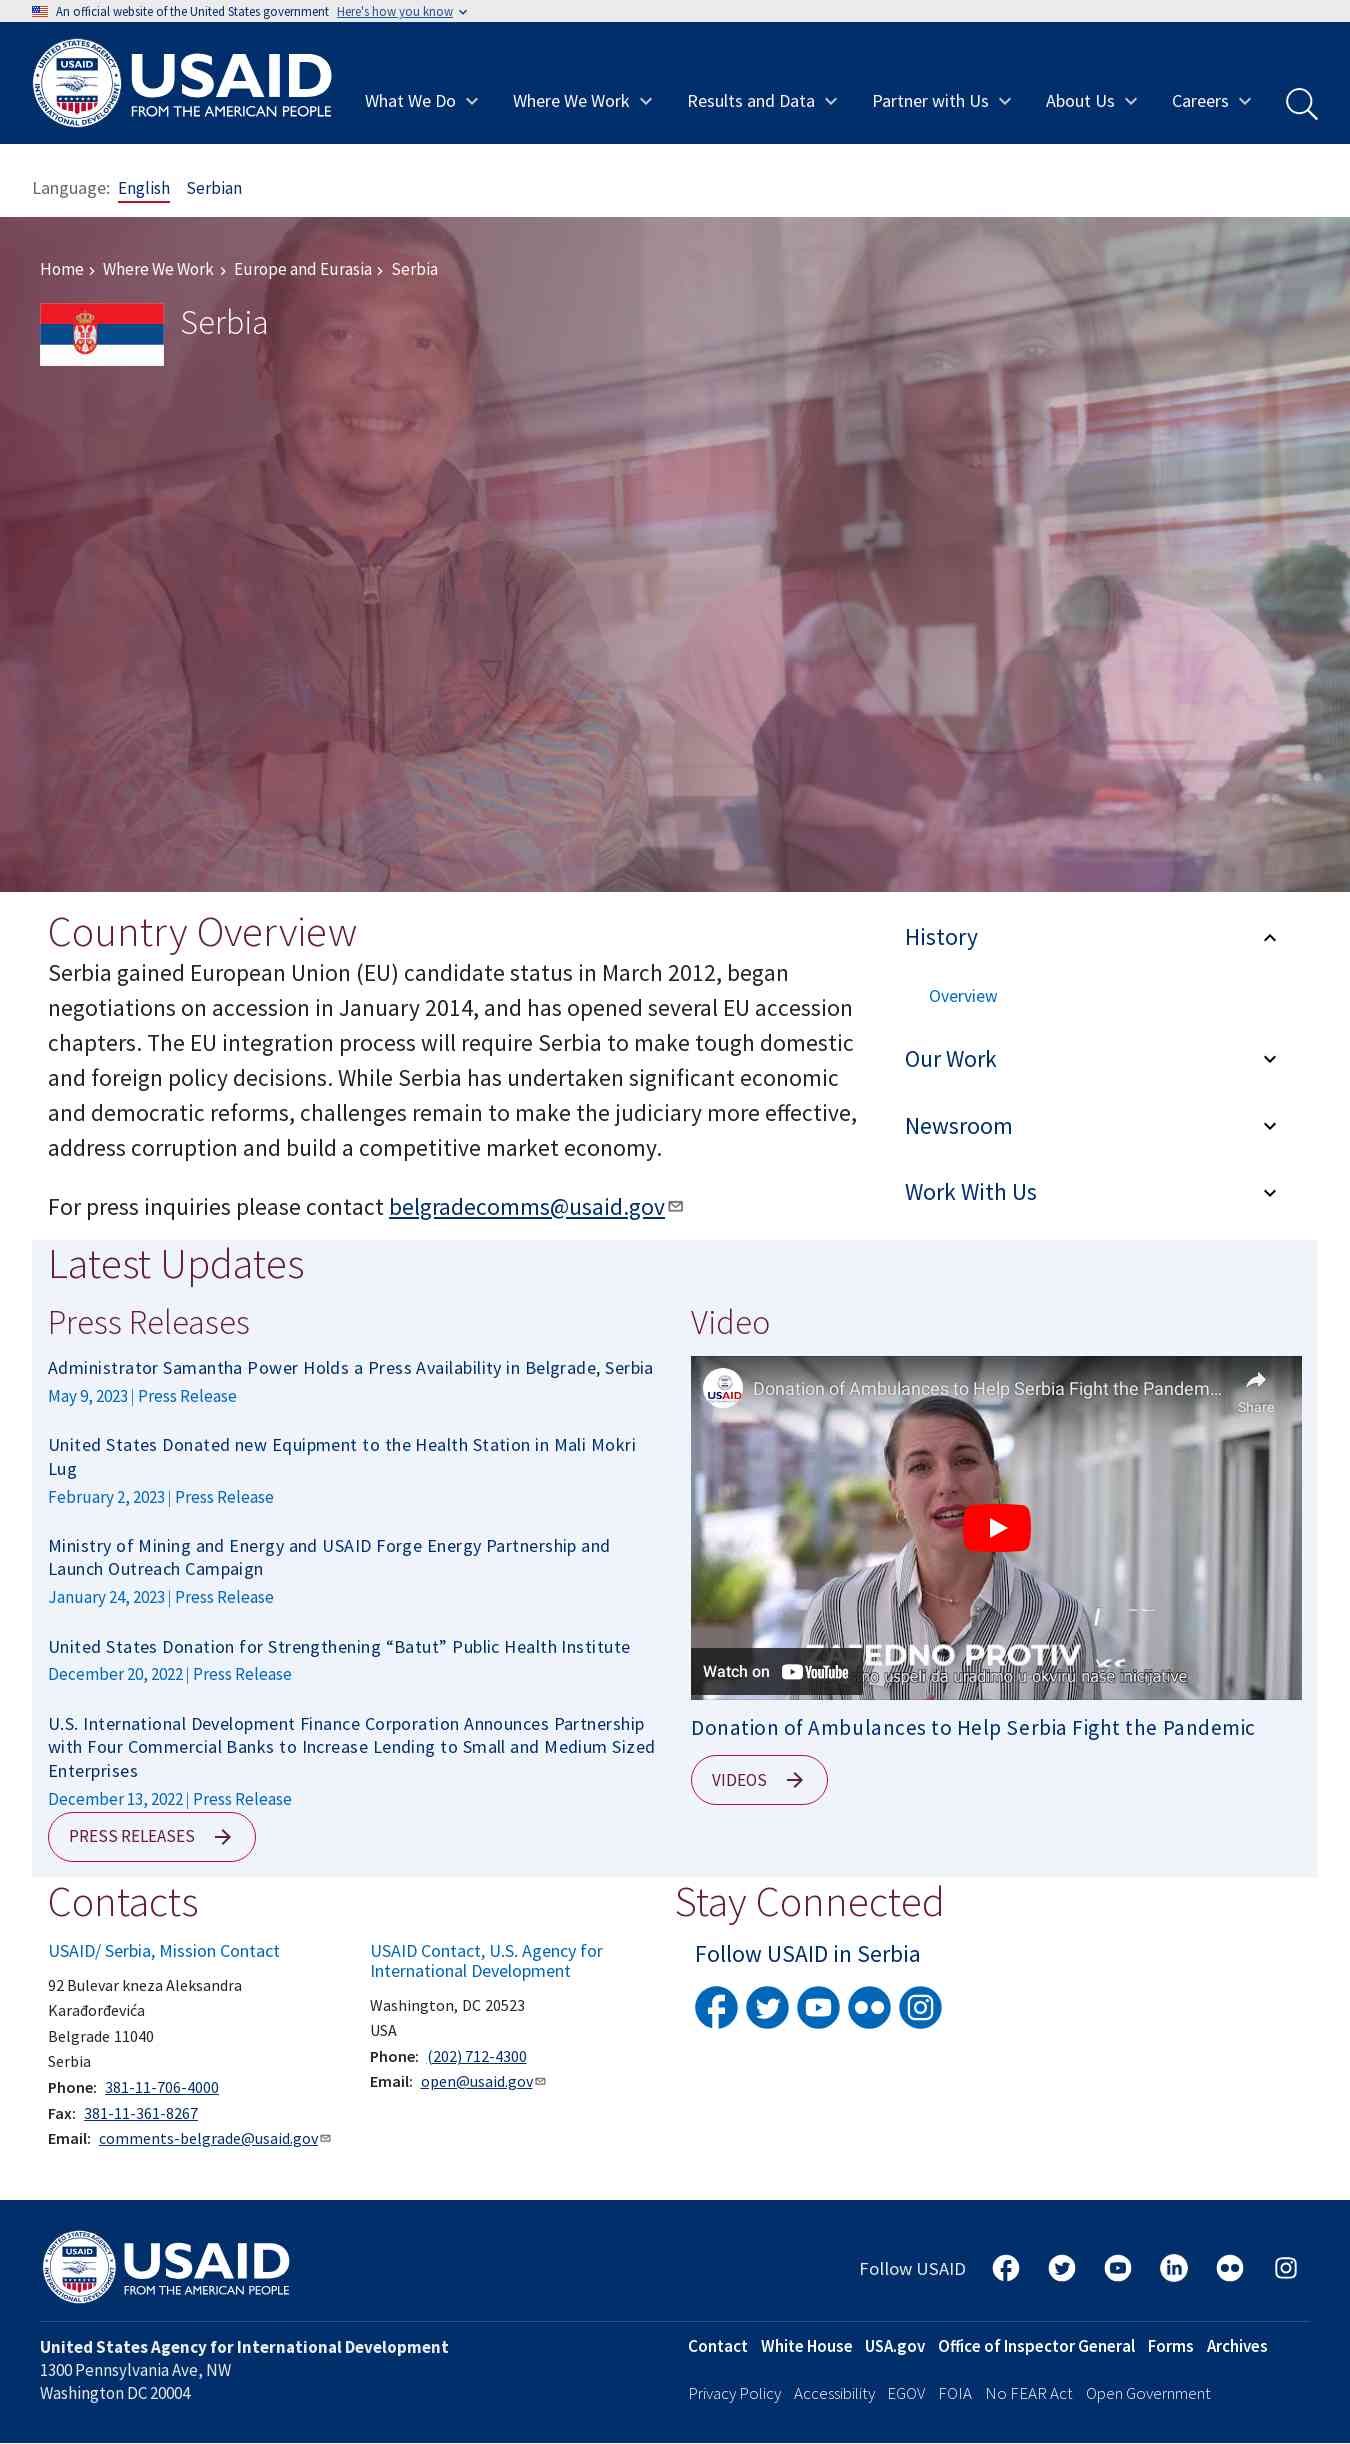 An official website of the United States government Here's how you know
USAID
FROM THE AMERICAN PEOPLE
What We Do Where We Work Results and Data Partner with Us About Us Careers
Language: English Serbian
Home Where We Work Europe and Eurasia Serbia
Serbia
Country Overview
Serbia gained European Union (EU) candidate status in March 2012, began
negotiations on accession in January 2014, and has opened several EU accession
chapters. The EU integration process will require Serbia to make tough domestic
and foreign policy decisions. While Serbia has undertaken significant economic
and democratic reforms, challenges remain to make the judiciary more effective,
address corruption and build a competitive market economy.
For press inquiries please contact belgradecomms@usaid.gov
History
Overview
Our Work
Newsroom
Work With Us
Latest Updates
Press Releases
Administrator Samantha Power Holds a Press Availability in Belgrade, Serbia
May 9, 2023 | Press Release
United States Donated new Equipment to the Health Station in Mali Mokri
Lug
February 2, 2023 | Press Release
Ministry of Mining and Energy and USAID Forge Energy Partnership and
Launch Outreach Campaign
January 24, 2023 | Press Release
United States Donation for Strengthening “Batut” Public Health Institute
December 20, 2022 | Press Release
U.S. International Development Finance Corporation Announces Partnership
with Four Commercial Banks to Increase Lending to Small and Medium Sized
Enterprises
December 13, 2022 | Press Release
PRESS RELEASES
Video
USAID
Donation of Ambulances to Help Serbia Fight the Pandem...
Share
PROTIV
uspeli da uradimo u okviru naše inicijative
Watch on YouTube
Donation of Ambulances to Help Serbia Fight the Pandemic
VIDEOS
Contacts
USAID/ Serbia, Mission Contact
92 Bulevar kneza Aleksandra
Karađorđevića
Belgrade 11040
Serbia
Phone: 381-11-706-4000
Fax: 381-11-361-8267
Email: comments-belgrade@usaid.gov
USAID Contact, U.S. Agency for
International Development
Washington, DC 20523
USA
Phone: (202) 712-4300
Email: open@usaid.gov
Stay Connected
Follow USAID in Serbia
USAID
FROM THE AMERICAN PEOPLE
Follow USAID
United States Agency for International Development
1300 Pennsylvania Ave, NW
Washington DC 20004
Contact White House USA.gov Office of Inspector General Forms Archives
Privacy Policy Accessibility EGOV FOIA No FEAR Act Open Government